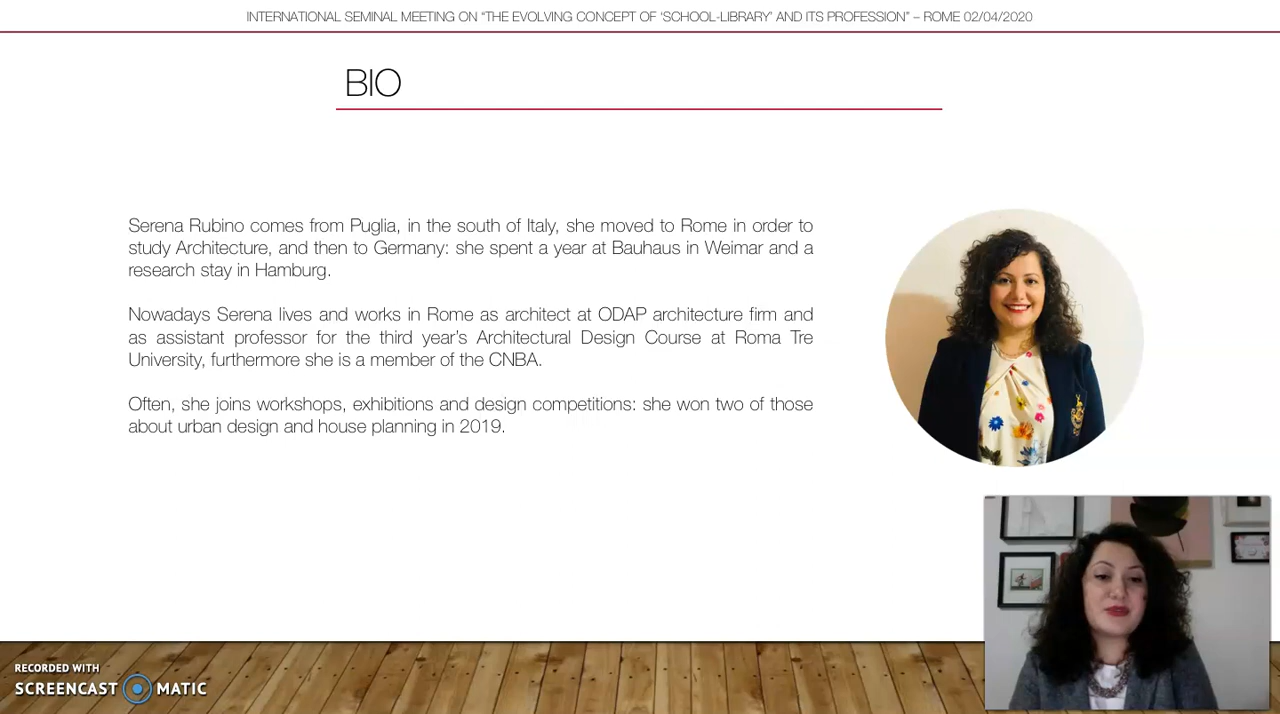 INTERNATIONAL SEMINAL MEETING ON “THE EVOLVING CONCEPT OF ‘SCHOOL-LIBRARY’ AND ITS PROFESSION” – ROME 02/04/2020
BIO
Serena Rubino comes from Puglia, in the south of Italy, she moved to Rome in order to
study Architecture, and then to Germany: she spent a year at Bauhaus in Weimar and a
research stay in Hamburg.
Nowadays Serena lives and works in Rome as architect at ODAP architecture firm and
as assistant professor for the third year’s Architectural Design Course at Roma Tre
University, furthermore she is a member of the CNBA.
Often, she joins workshops, exhibitions and design competitions: she won two of those
about urban design and house planning in 2019.
RECORDED WITH
SCREENCAST MATIC